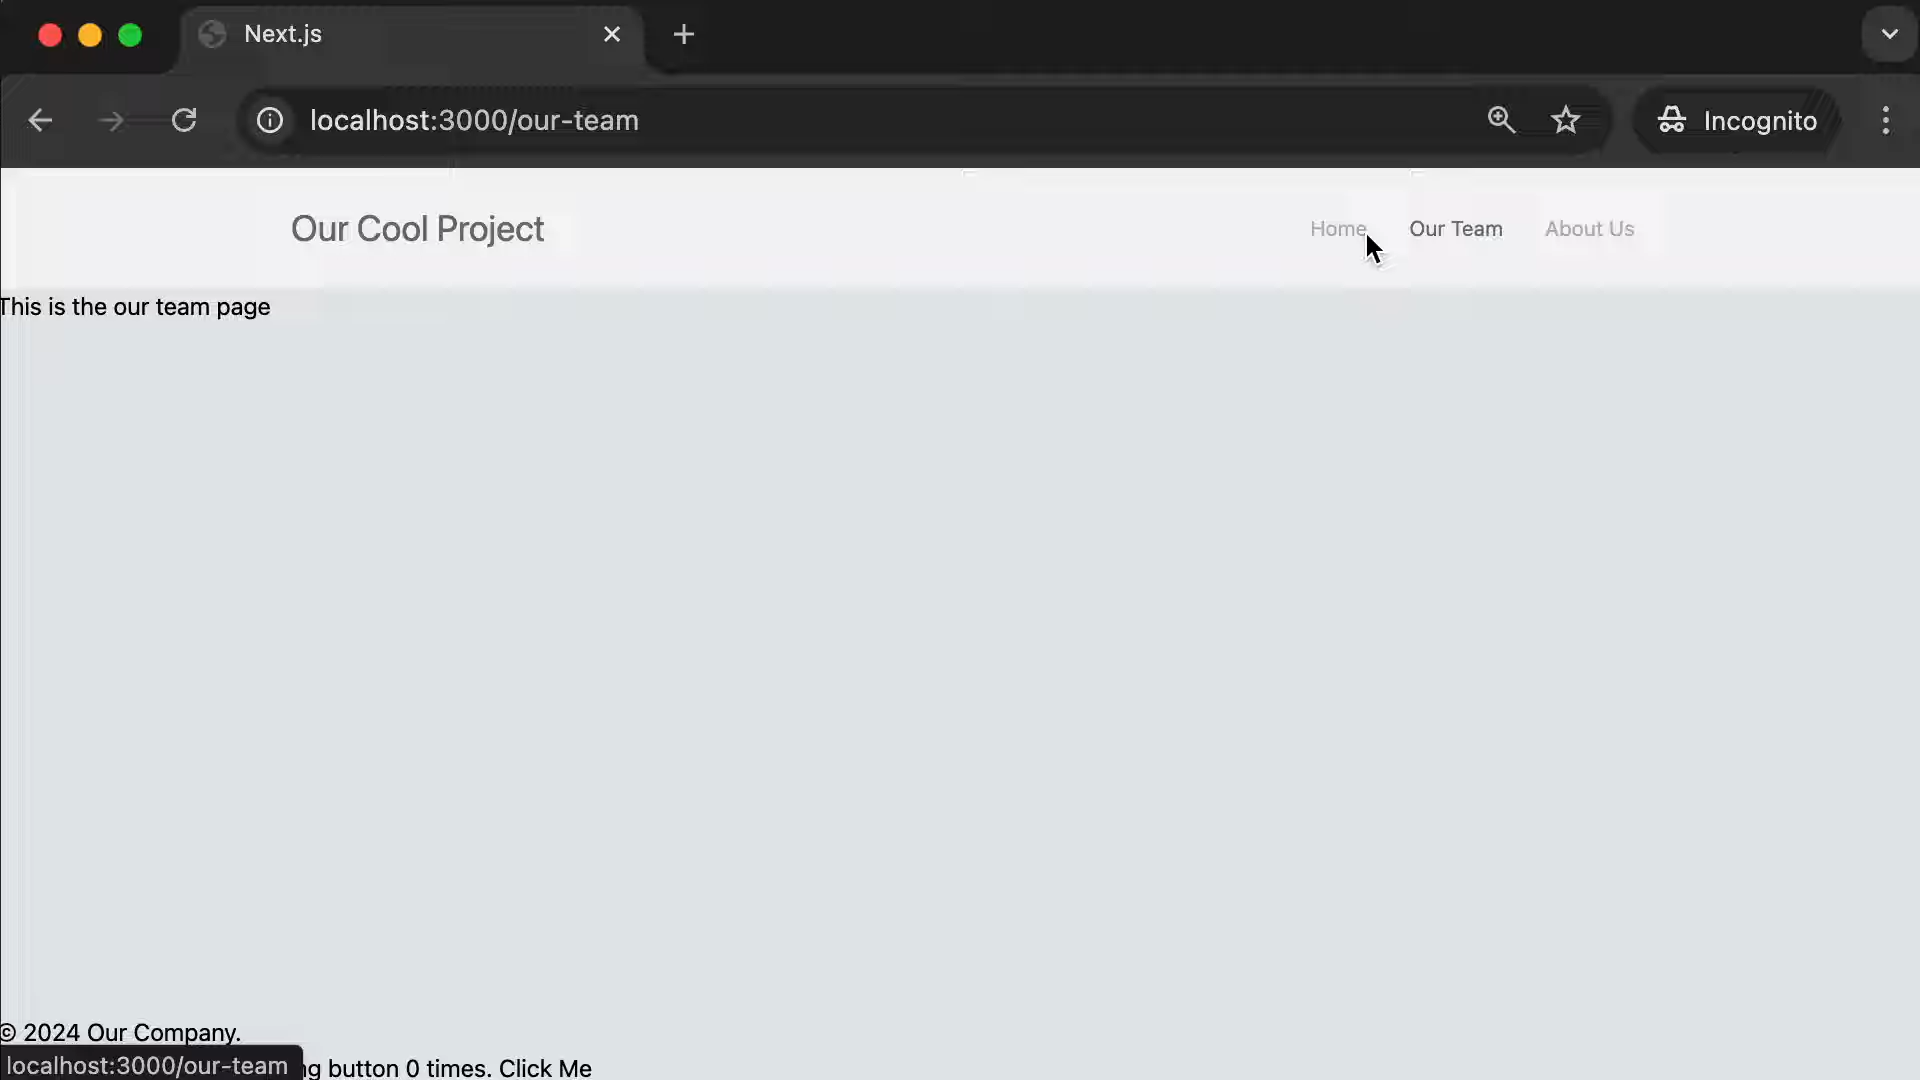 Next.js
localhost:3000/our-team
Incognito
Our Cool Project
Home
Our Team
About Us
This is the our team page
© 2024 Our Company.
localhost:3000/our-team
button 0 times. Click Me